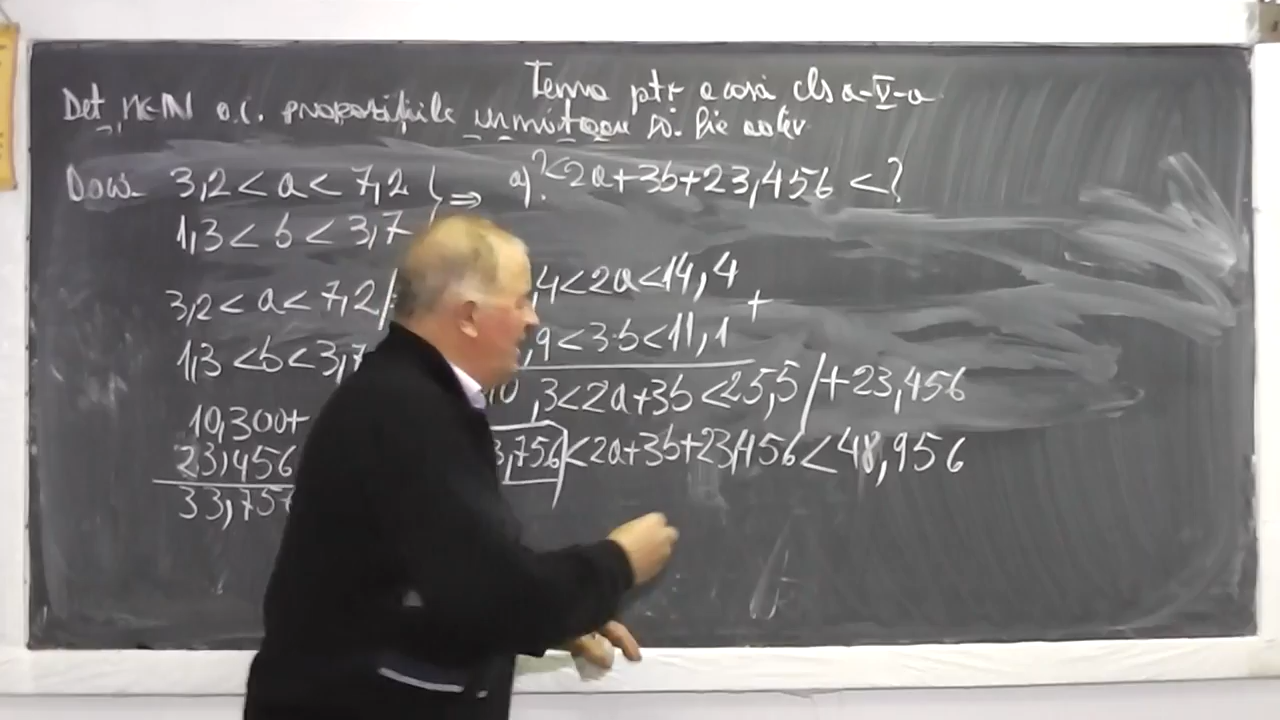 Tema ptr acasă cls a-V-a
Det n∈N a.î. propozițiile următoare să fie adev.
Dacă 3,2 < a < 7,2 } ⇒ a) ? < 2a+3b+23,456 < ?
1,3 < b < 3,7
3,2 < a < 7,2 / ,4 < 2a < 14,4
+
1,3 < b < 3,7 ,9 < 3·b < 11,1
10,3 < 2a+3b < 25,5 / +23,456
10,300+
3,756 < 2a+3b+23,456 < 48,956
23,456
33,756